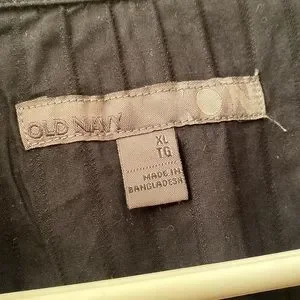 OLD NAVY
XL
TG
MADE IN
BANGLADESH